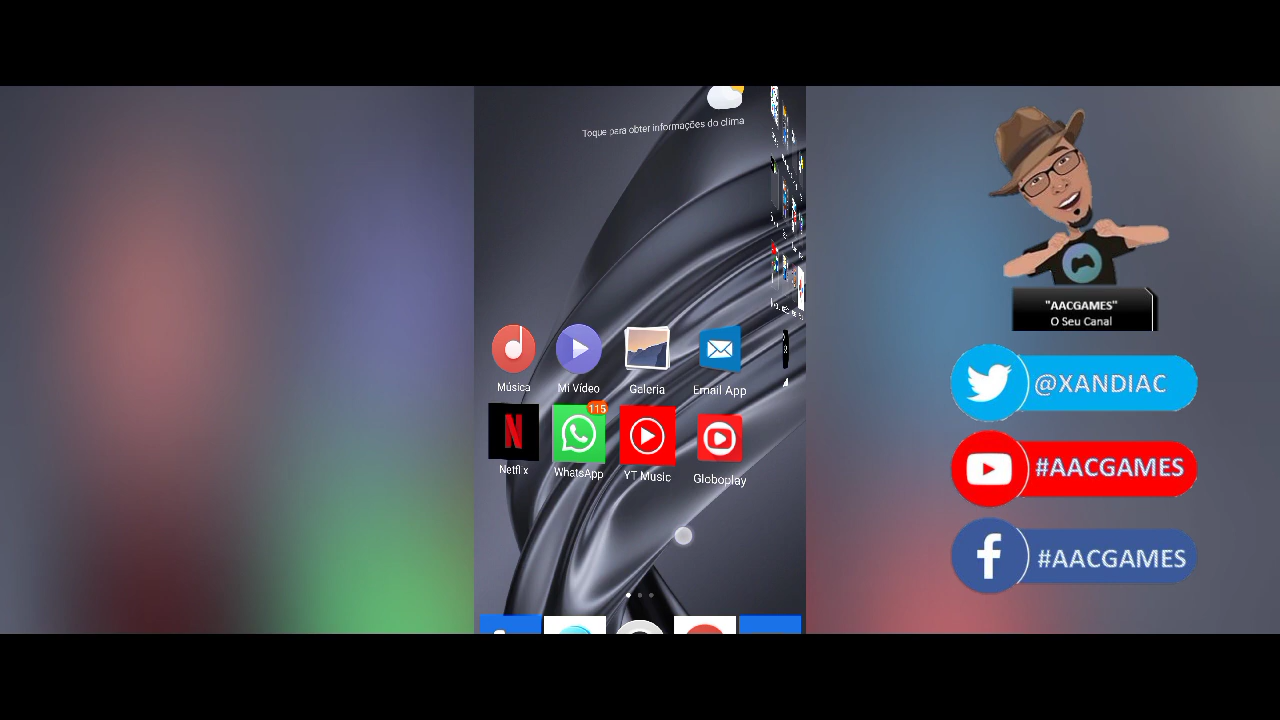 Toque para obter informações do clima
Música
Mi Vídeo
Galeria
Email App
115
Netflix
WhatsApp
YT Music
Globoplay
"AACGAMES"
O Seu Canal
@XANDIAC
#AACGAMES
#AACGAMES